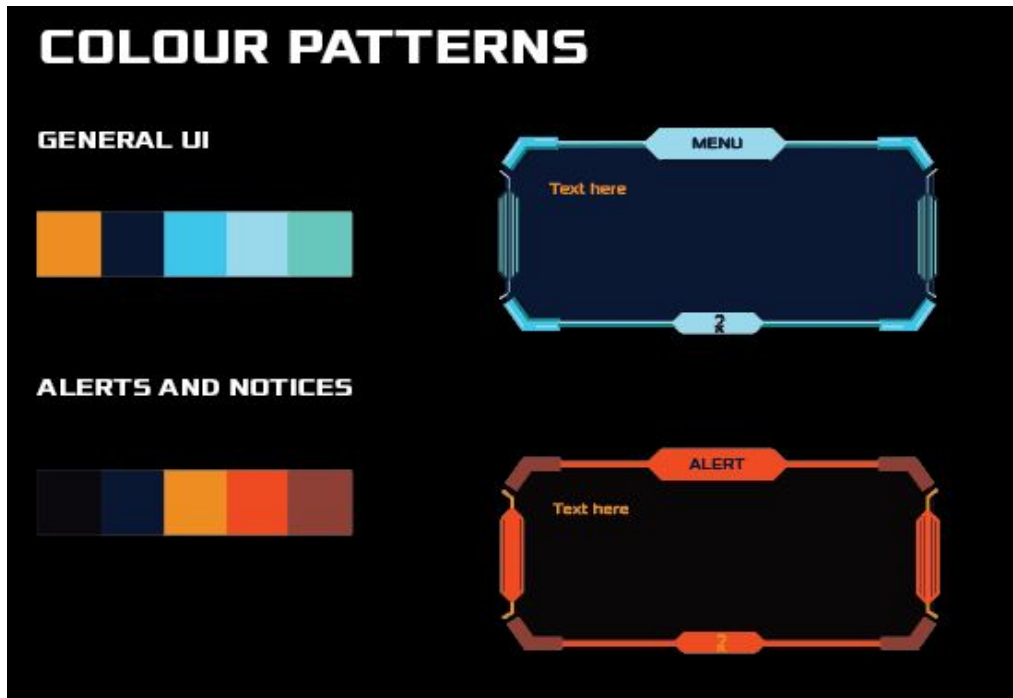 COLOUR PATTERNS
GENERAL UI
MENU
Text here
ALERTS AND NOTICES
ALERT
Text here